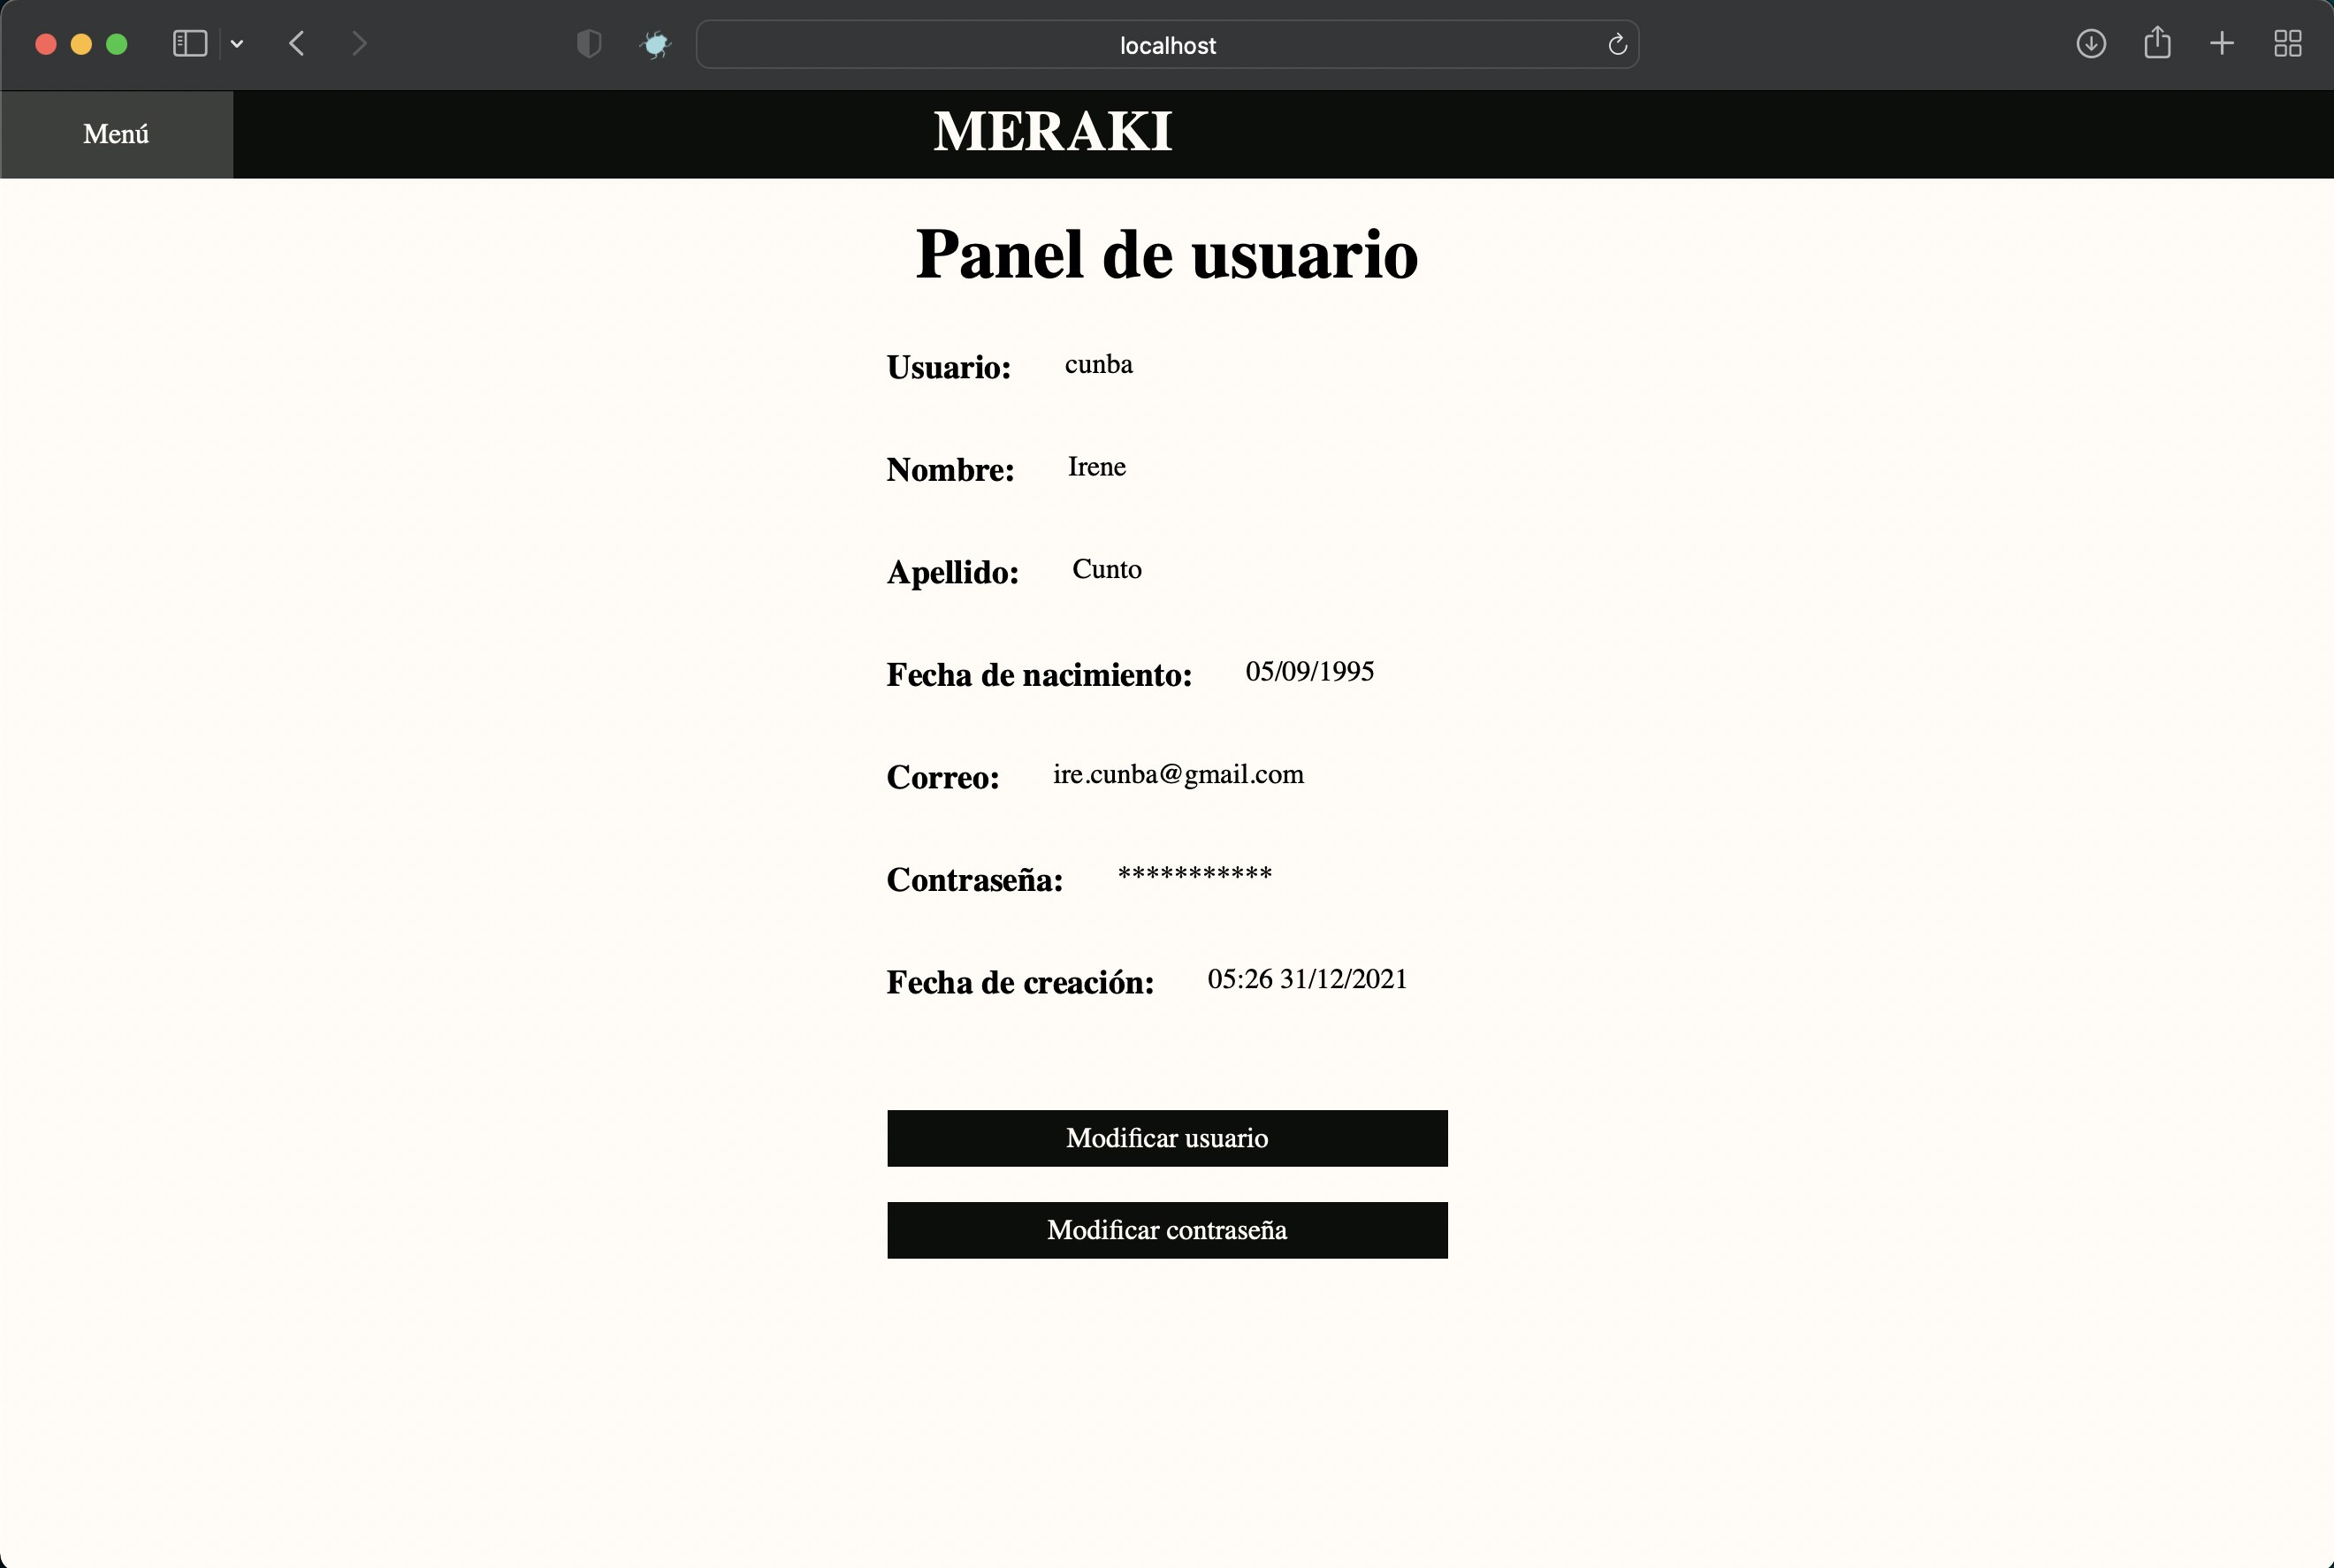 localhost
Menú
MERAKI
Panel de usuario
Usuario: cunba
Nombre: Irene
Apellido: Cunto
Fecha de nacimiento: 05/09/1995
Correo: ire.cunba@gmail.com
Contraseña: ***********
Fecha de creación: 05:26 31/12/2021
Modificar usuario
Modificar contraseña